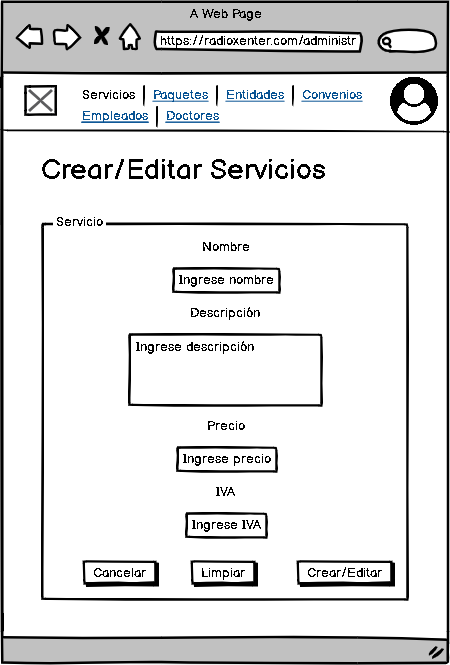 A Web Page
https://radioxenter.com/administr
Servicios | Paquetes | Entidades | Convenios
Empleados | Doctores
Crear/Editar Servicios
Servicio
Nombre
Ingrese nombre
Descripción
Ingrese descripción
Precio
Ingrese precio
IVA
Ingrese IVA
Cancelar Limpiar Crear/Editar